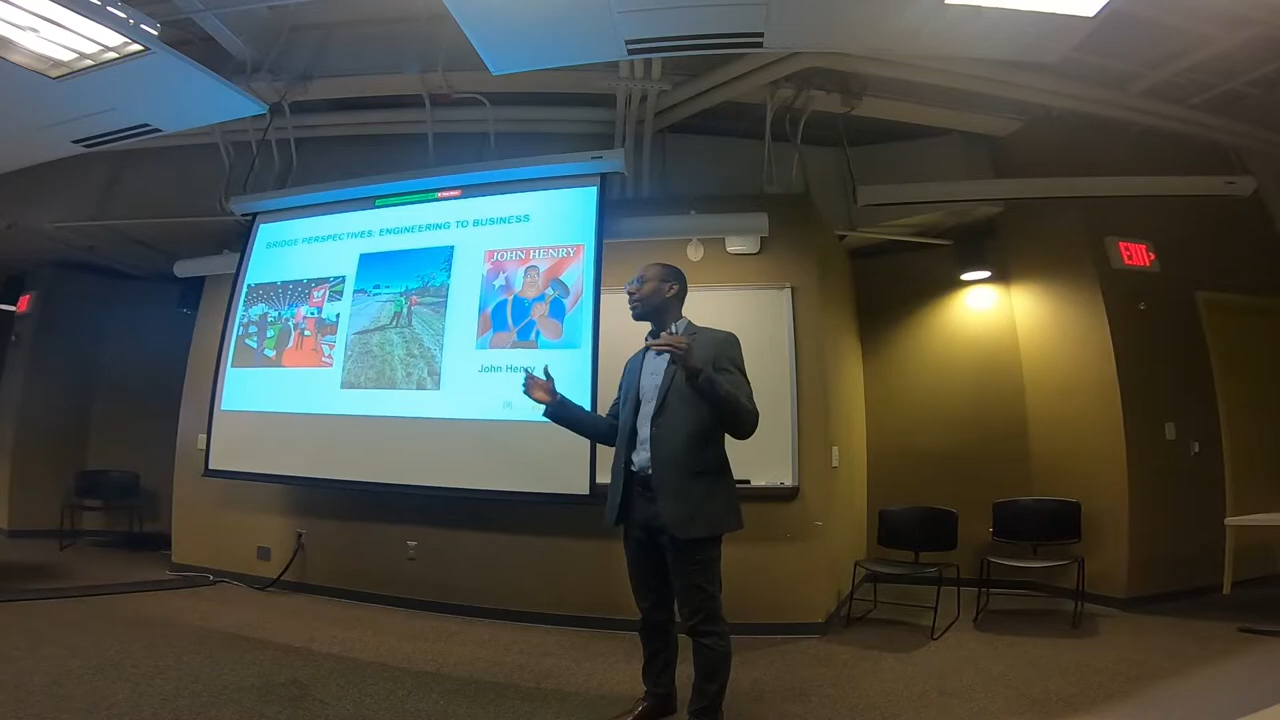 BRIDGE PERSPECTIVES: ENGINEERING TO BUSINESS
JOHN HENRY
John Henry
EXIT